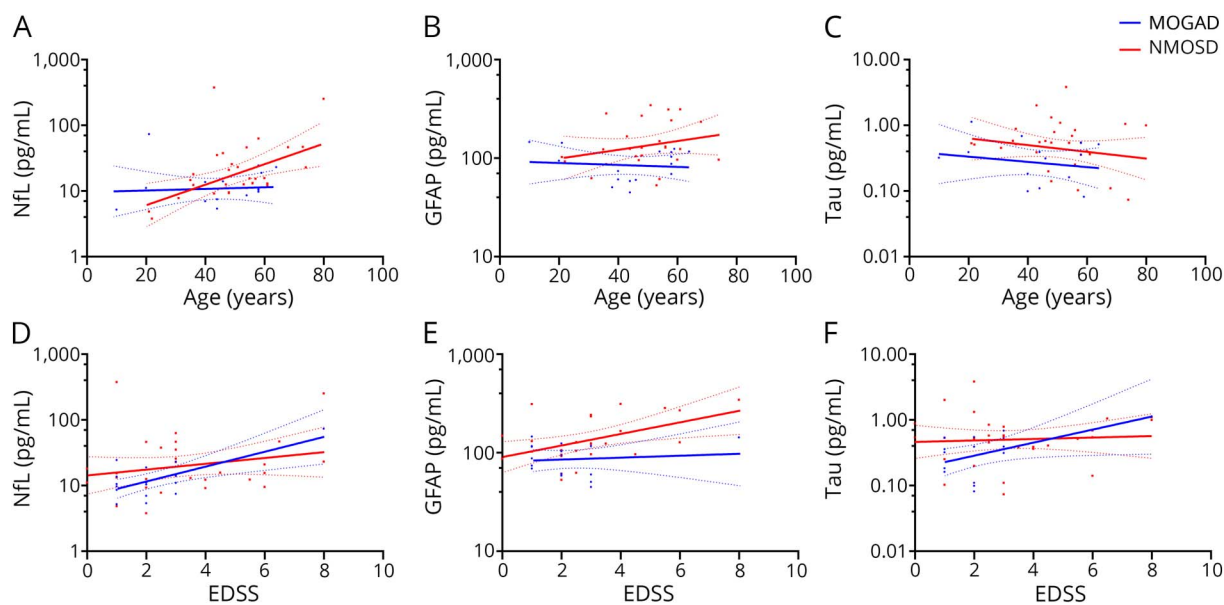 A
B
C
MOGAD
NMOSD
NfL (pg/mL)
1,000
100
10
1
0 20 40 60 80 100
Age (years)
GFAP (pg/mL)
1,000
100
10
0 20 40 60 80 100
Age (years)
Tau (pg/mL)
10.00
1.00
0.10
0.01
0 20 40 60 80 100
Age (years)
D
E
F
NfL (pg/mL)
1,000
100
10
1
0 2 4 6 8 10
EDSS
GFAP (pg/mL)
1,000
100
10
0 2 4 6 8 10
EDSS
Tau (pg/mL)
10.00
1.00
0.10
0.01
0 2 4 6 8 10
EDSS